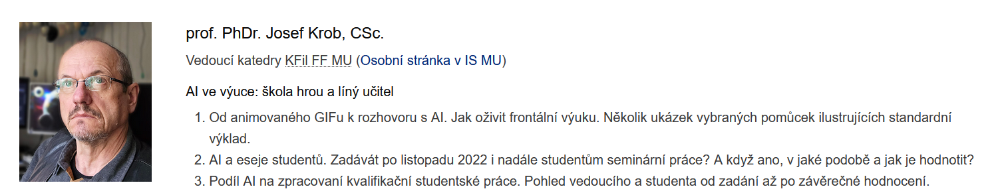 prof. PhDr. Josef Krob, CSc.
Vedoucí katedry KFil FF MU (Osobní stránka v IS MU)
AI ve výuce: škola hrou a líný učitel
1. Od animovaného GIFu k rozhovoru s AI. Jak oživit frontální výuku. Několik ukázek vybraných pomůcek ilustrujících standardní
výklad.
2. AI a eseje studentů. Zadávát po listopadu 2022 i nadále studentům seminární práce? A když ano, v jaké podobě a jak je hodnotit?
3. Podíl AI na zpracovaní kvalifikační studentské práce. Pohled vedoucího a studenta od zadání až po závěrečné hodnocení.